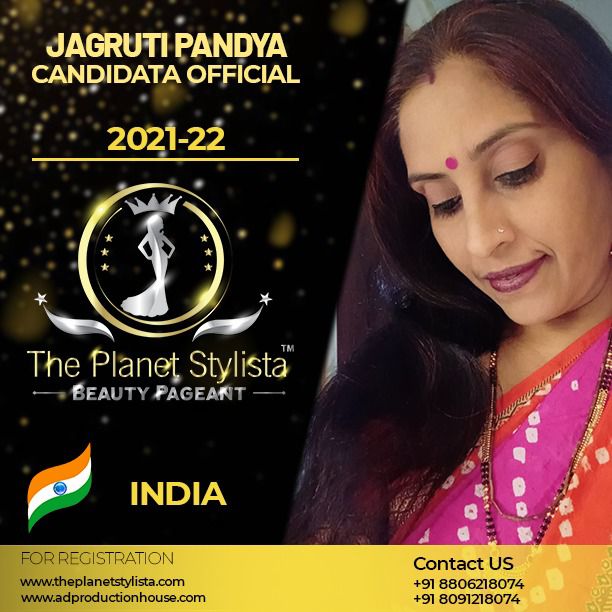 JAGRUTI PANDYA
CANDIDATA OFFICIAL
2021-22
The Planet Stylista™
BEAUTY PAGEANT
INDIA
FOR REGISTRATION
www.theplanetstylista.com
www.adproductionhouse.com
Contact US
+91 8806218074
+91 8091218074